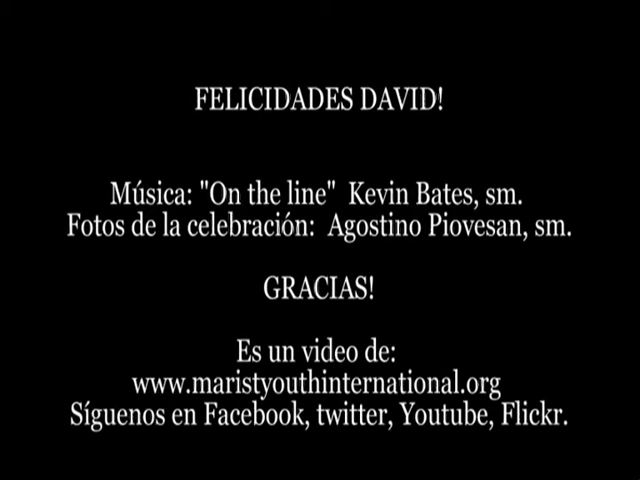 FELICIDADES DAVID!
Música: "On the line"  Kevin Bates, sm.
Fotos de la celebración:  Agostino Piovesan, sm.
GRACIAS!
Es un video de:
www.maristyouthinternational.org
Síguenos en Facebook, twitter, Youtube, Flickr.